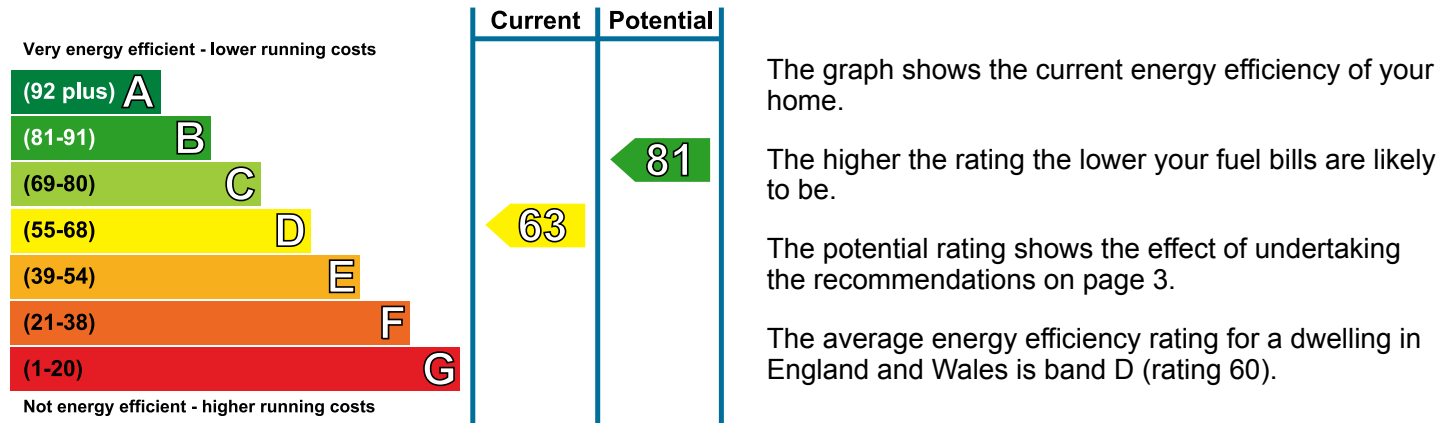 Current Potential
Very energy efficient - lower running costs
(92 plus) A
(81-91) B
(69-80) C
(55-68) D
(39-54) E
(21-38) F
(1-20) G
Not energy efficient - higher running costs
63
81
The graph shows the current energy efficiency of your
home.
The higher the rating the lower your fuel bills are likely
to be.
The potential rating shows the effect of undertaking
the recommendations on page 3.
The average energy efficiency rating for a dwelling in
England and Wales is band D (rating 60).